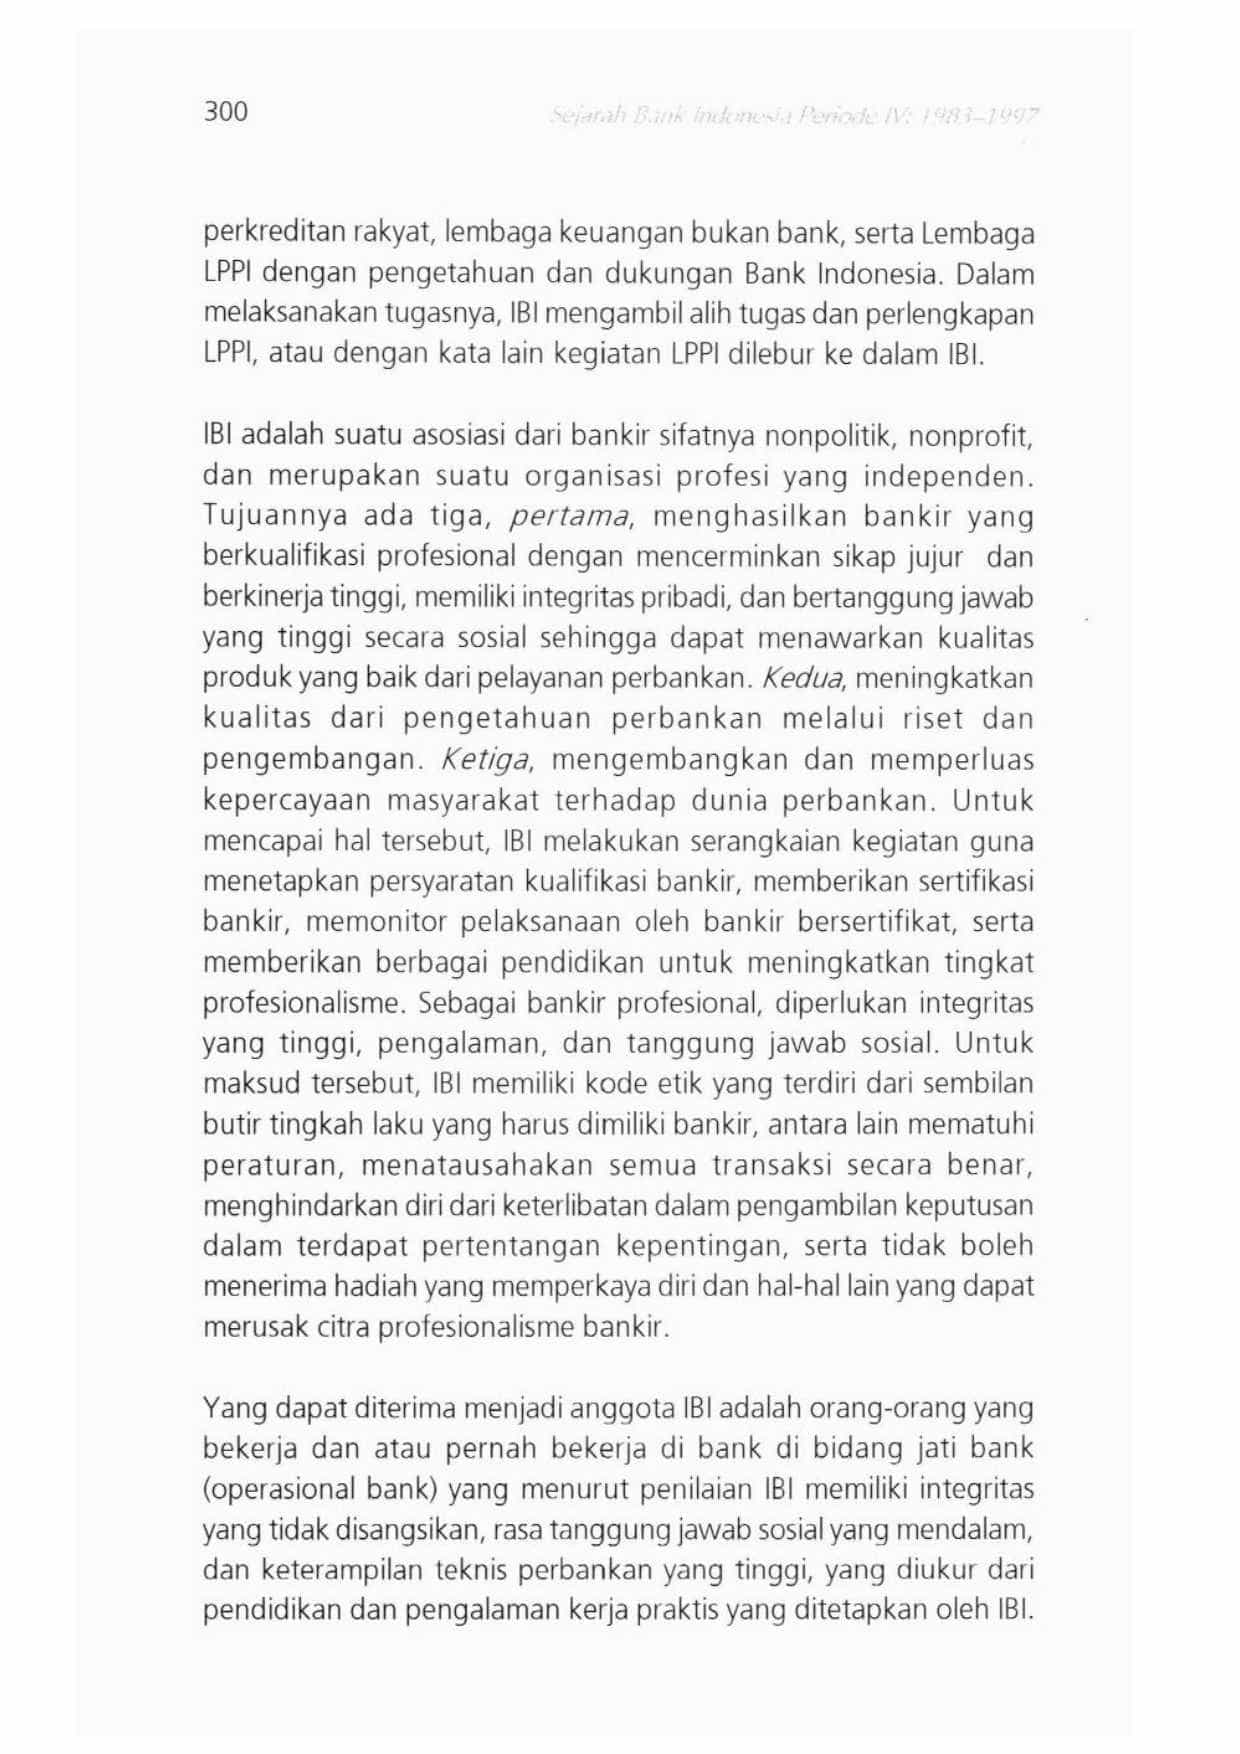 300
Sejarah Bank Indonesia Periode IV: 1983–1997
perkreditan rakyat, lembaga keuangan bukan bank, serta Lembaga
LPPI dengan pengetahuan dan dukungan Bank Indonesia. Dalam
melaksanakan tugasnya, IBI mengambil alih tugas dan perlengkapan
LPPI, atau dengan kata lain kegiatan LPPI dilebur ke dalam IBI.
IBI adalah suatu asosiasi dari bankir sifatnya nonpolitik, nonprofit,
dan merupakan suatu organisasi profesi yang independen.
Tujuannya ada tiga, pertama, menghasilkan bankir yang
berkualifikasi profesional dengan mencerminkan sikap jujur dan
berkinerja tinggi, memiliki integritas pribadi, dan bertanggung jawab
yang tinggi secara sosial sehingga dapat menawarkan kualitas
produk yang baik dari pelayanan perbankan. Kedua, meningkatkan
kualitas dari pengetahuan perbankan melalui riset dan
pengembangan. Ketiga, mengembangkan dan memperluas
kepercayaan masyarakat terhadap dunia perbankan. Untuk
mencapai hal tersebut, IBI melakukan serangkaian kegiatan guna
menetapkan persyaratan kualifikasi bankir, memberikan sertifikasi
bankir, memonitor pelaksanaan oleh bankir bersertifikat, serta
memberikan berbagai pendidikan untuk meningkatkan tingkat
profesionalisme. Sebagai bankir profesional, diperlukan integritas
yang tinggi, pengalaman, dan tanggung jawab sosial. Untuk
maksud tersebut, IBI memiliki kode etik yang terdiri dari sembilan
butir tingkah laku yang harus dimiliki bankir, antara lain mematuhi
peraturan, menatausahakan semua transaksi secara benar,
menghindarkan diri dari keterlibatan dalam pengambilan keputusan
dalam terdapat pertentangan kepentingan, serta tidak boleh
menerima hadiah yang memperkaya diri dan hal-hal lain yang dapat
merusak citra profesionalisme bankir.
Yang dapat diterima menjadi anggota IBI adalah orang-orang yang
bekerja dan atau pernah bekerja di bank di bidang jati bank
(operasional bank) yang menurut penilaian IBI memiliki integritas
yang tidak disangsikan, rasa tanggung jawab sosial yang mendalam,
dan keterampilan teknis perbankan yang tinggi, yang diukur dari
pendidikan dan pengalaman kerja praktis yang ditetapkan oleh IBI.